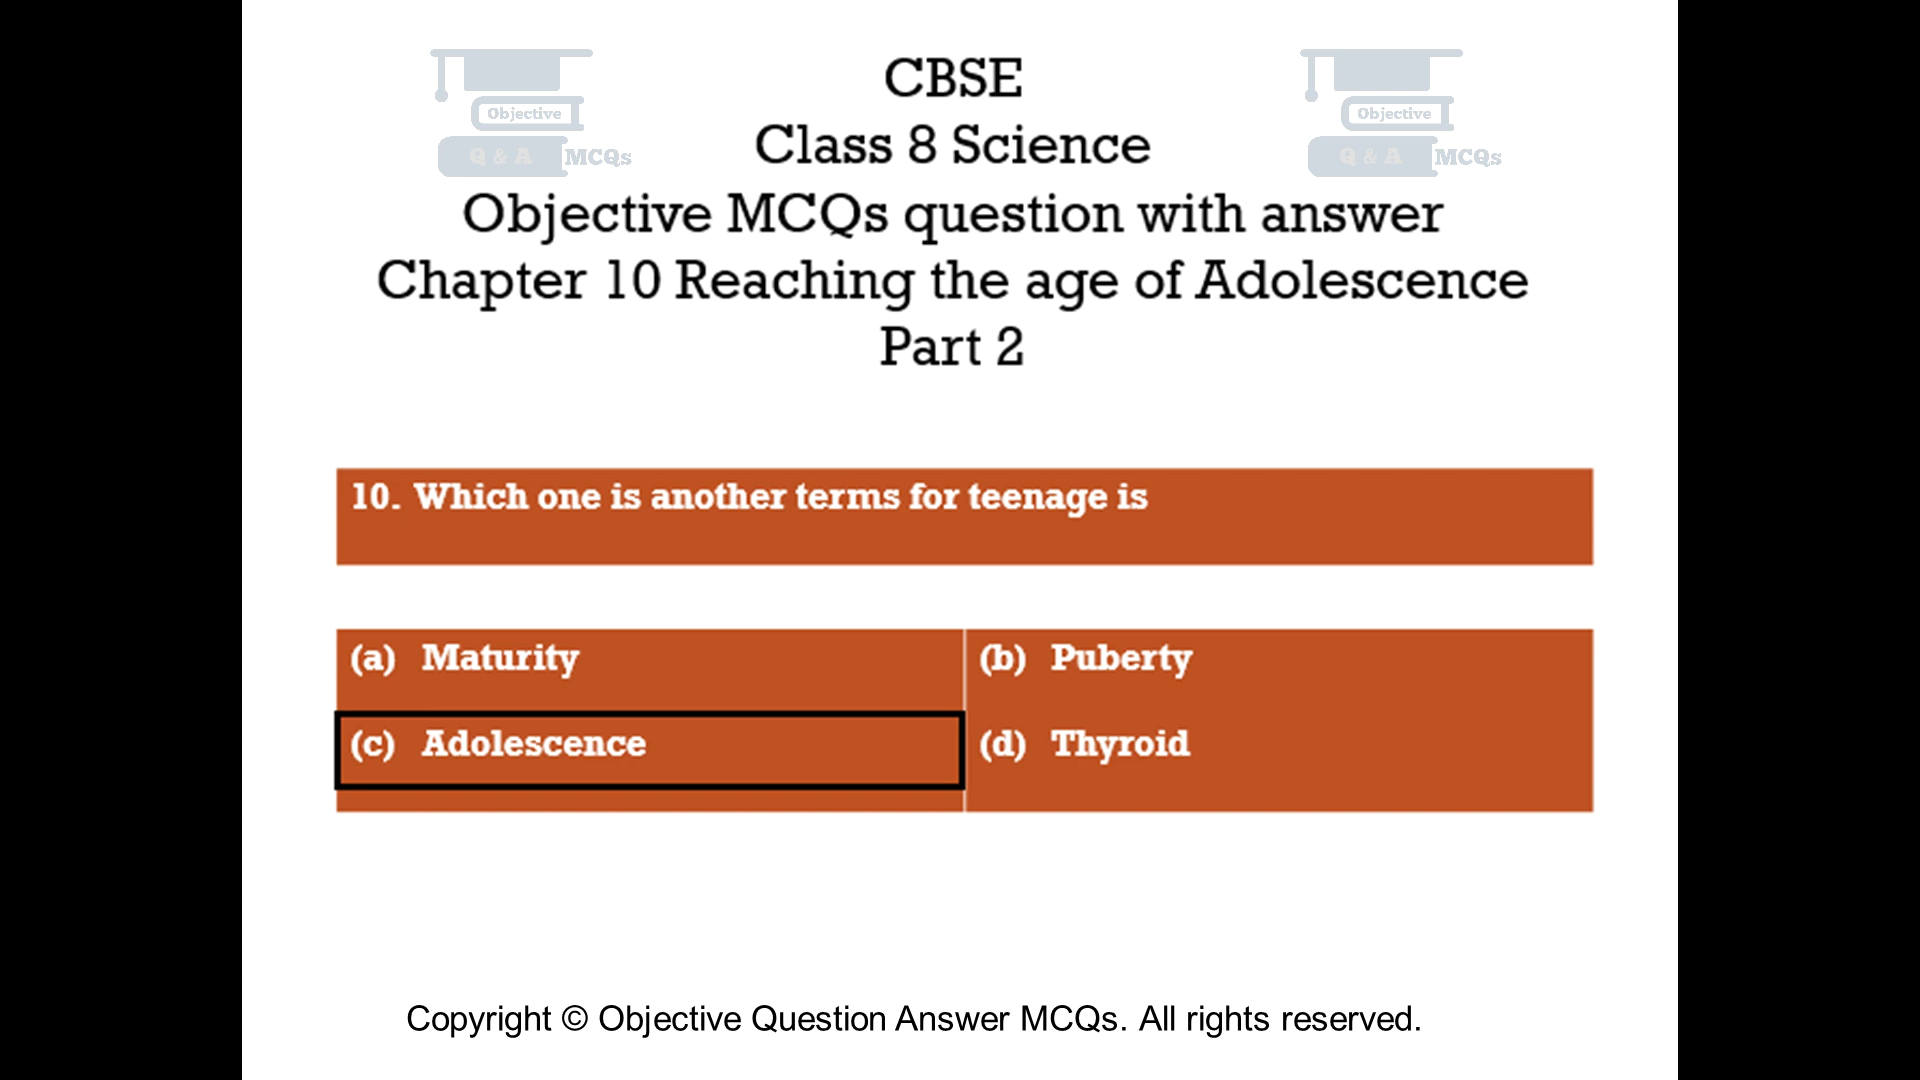 CBSE
Class 8 Science
Objective MCQs question with answer
Chapter 10 Reaching the age of Adolescence
Part 2
Objective
Q & A MCQs
Objective
Q & A MCQs
10. Which one is another terms for teenage is
(a) Maturity
(b) Puberty
(c) Adolescence
(d) Thyroid
Copyright © Objective Question Answer MCQs. All rights reserved.